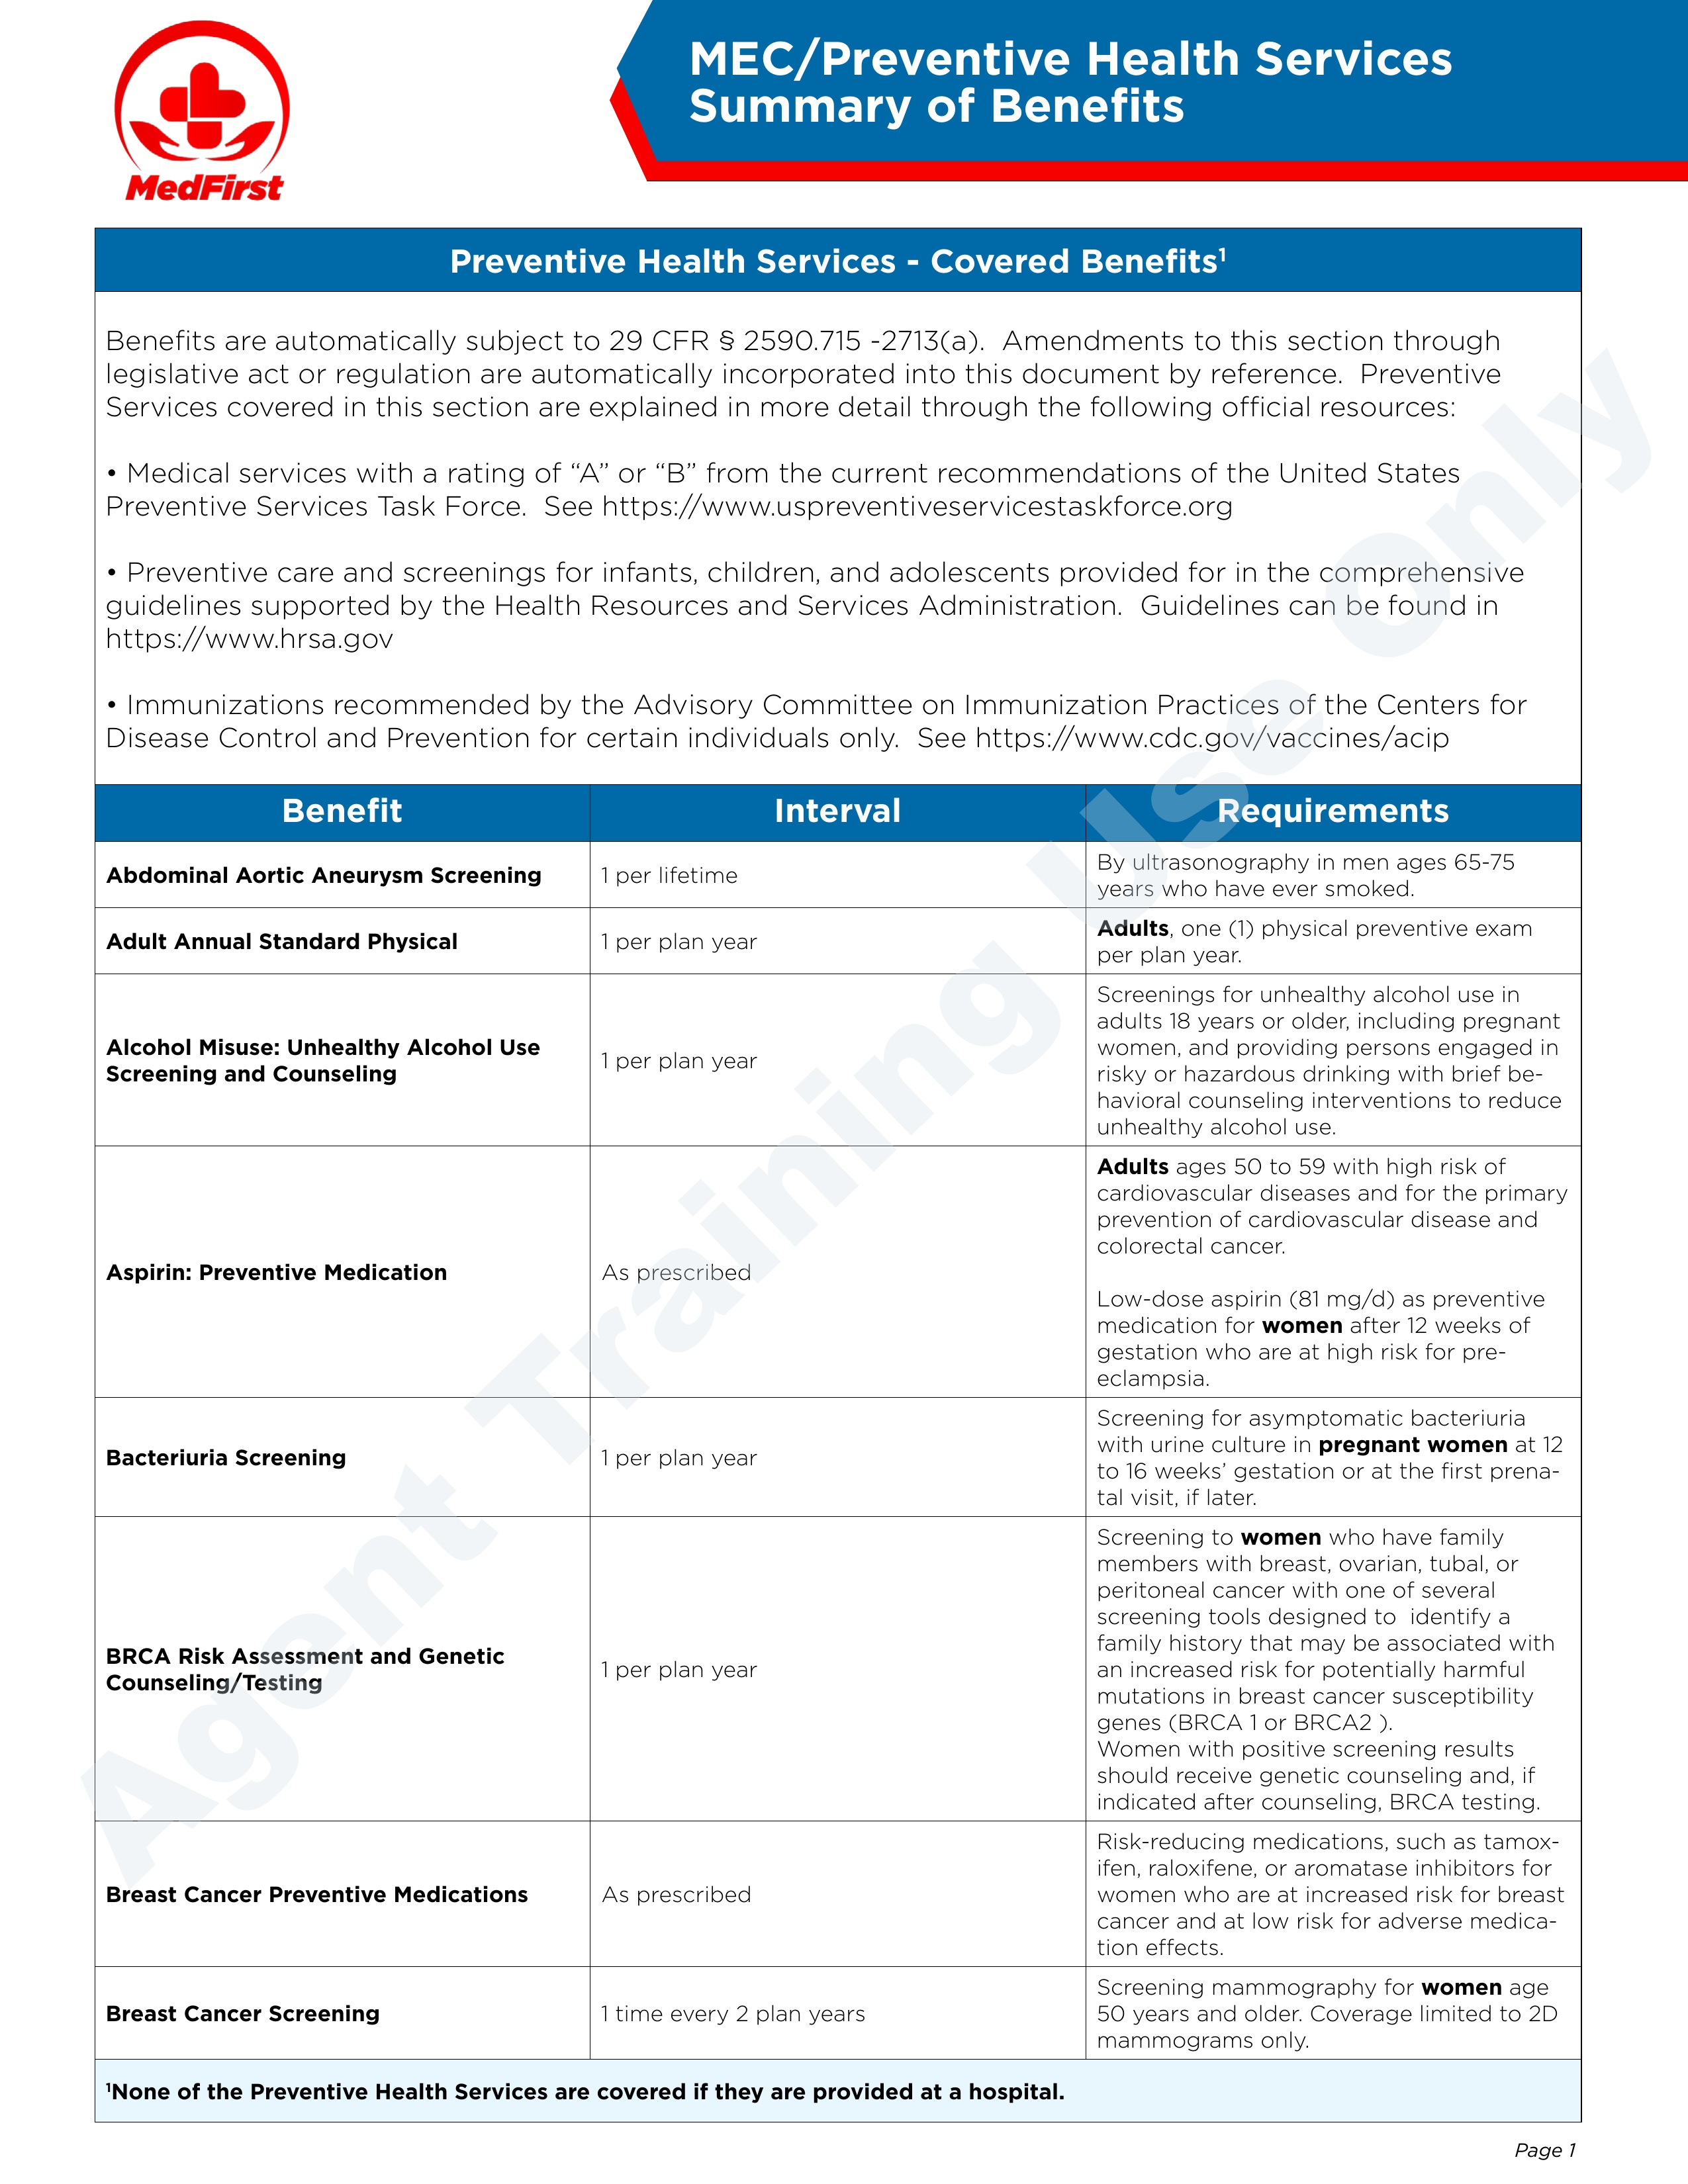 MedFirst
MEC/Preventive Health Services
Summary of Benefits
Preventive Health Services - Covered Benefits¹
Benefits are automatically subject to 29 CFR § 2590.715 -2713(a).  Amendments to this section through
legislative act or regulation are automatically incorporated into this document by reference.  Preventive
Services covered in this section are explained in more detail through the following official resources:
• Medical services with a rating of “A” or “B” from the current recommendations of the United States
Preventive Services Task Force.  See https://www.uspreventiveservicestaskforce.org
• Preventive care and screenings for infants, children, and adolescents provided for in the comprehensive
guidelines supported by the Health Resources and Services Administration.  Guidelines can be found in
https://www.hrsa.gov
• Immunizations recommended by the Advisory Committee on Immunization Practices of the Centers for
Disease Control and Prevention for certain individuals only.  See https://www.cdc.gov/vaccines/acip
Benefit
Interval
Requirements
Abdominal Aortic Aneurysm Screening
1 per lifetime
By ultrasonography in men ages 65-75
years who have ever smoked.
Adult Annual Standard Physical
1 per plan year
Adults, one (1) physical preventive exam
per plan year.
Alcohol Misuse: Unhealthy Alcohol Use
Screening and Counseling
1 per plan year
Screenings for unhealthy alcohol use in
adults 18 years or older, including pregnant
women, and providing persons engaged in
risky or hazardous drinking with brief be-
havioral counseling interventions to reduce
unhealthy alcohol use.
Aspirin: Preventive Medication
As prescribed
Adults ages 50 to 59 with high risk of
cardiovascular diseases and for the primary
prevention of cardiovascular disease and
colorectal cancer.
Low-dose aspirin (81 mg/d) as preventive
medication for women after 12 weeks of
gestation who are at high risk for pre-
eclampsia.
Bacteriuria Screening
1 per plan year
Screening for asymptomatic bacteriuria
with urine culture in pregnant women at 12
to 16 weeks’ gestation or at the first prena-
tal visit, if later.
BRCA Risk Assessment and Genetic
Counseling/Testing
1 per plan year
Screening to women who have family
members with breast, ovarian, tubal, or
peritoneal cancer with one of several
screening tools designed to  identify a
family history that may be associated with
an increased risk for potentially harmful
mutations in breast cancer susceptibility
genes (BRCA 1 or BRCA2 ).
Women with positive screening results
should receive genetic counseling and, if
indicated after counseling, BRCA testing.
Breast Cancer Preventive Medications
As prescribed
Risk-reducing medications, such as tamox-
ifen, raloxifene, or aromatase inhibitors for
women who are at increased risk for breast
cancer and at low risk for adverse medica-
tion effects.
Breast Cancer Screening
1 time every 2 plan years
Screening mammography for women age
50 years and older. Coverage limited to 2D
mammograms only.
¹None of the Preventive Health Services are covered if they are provided at a hospital.
Page 1
Agent Training Use Only